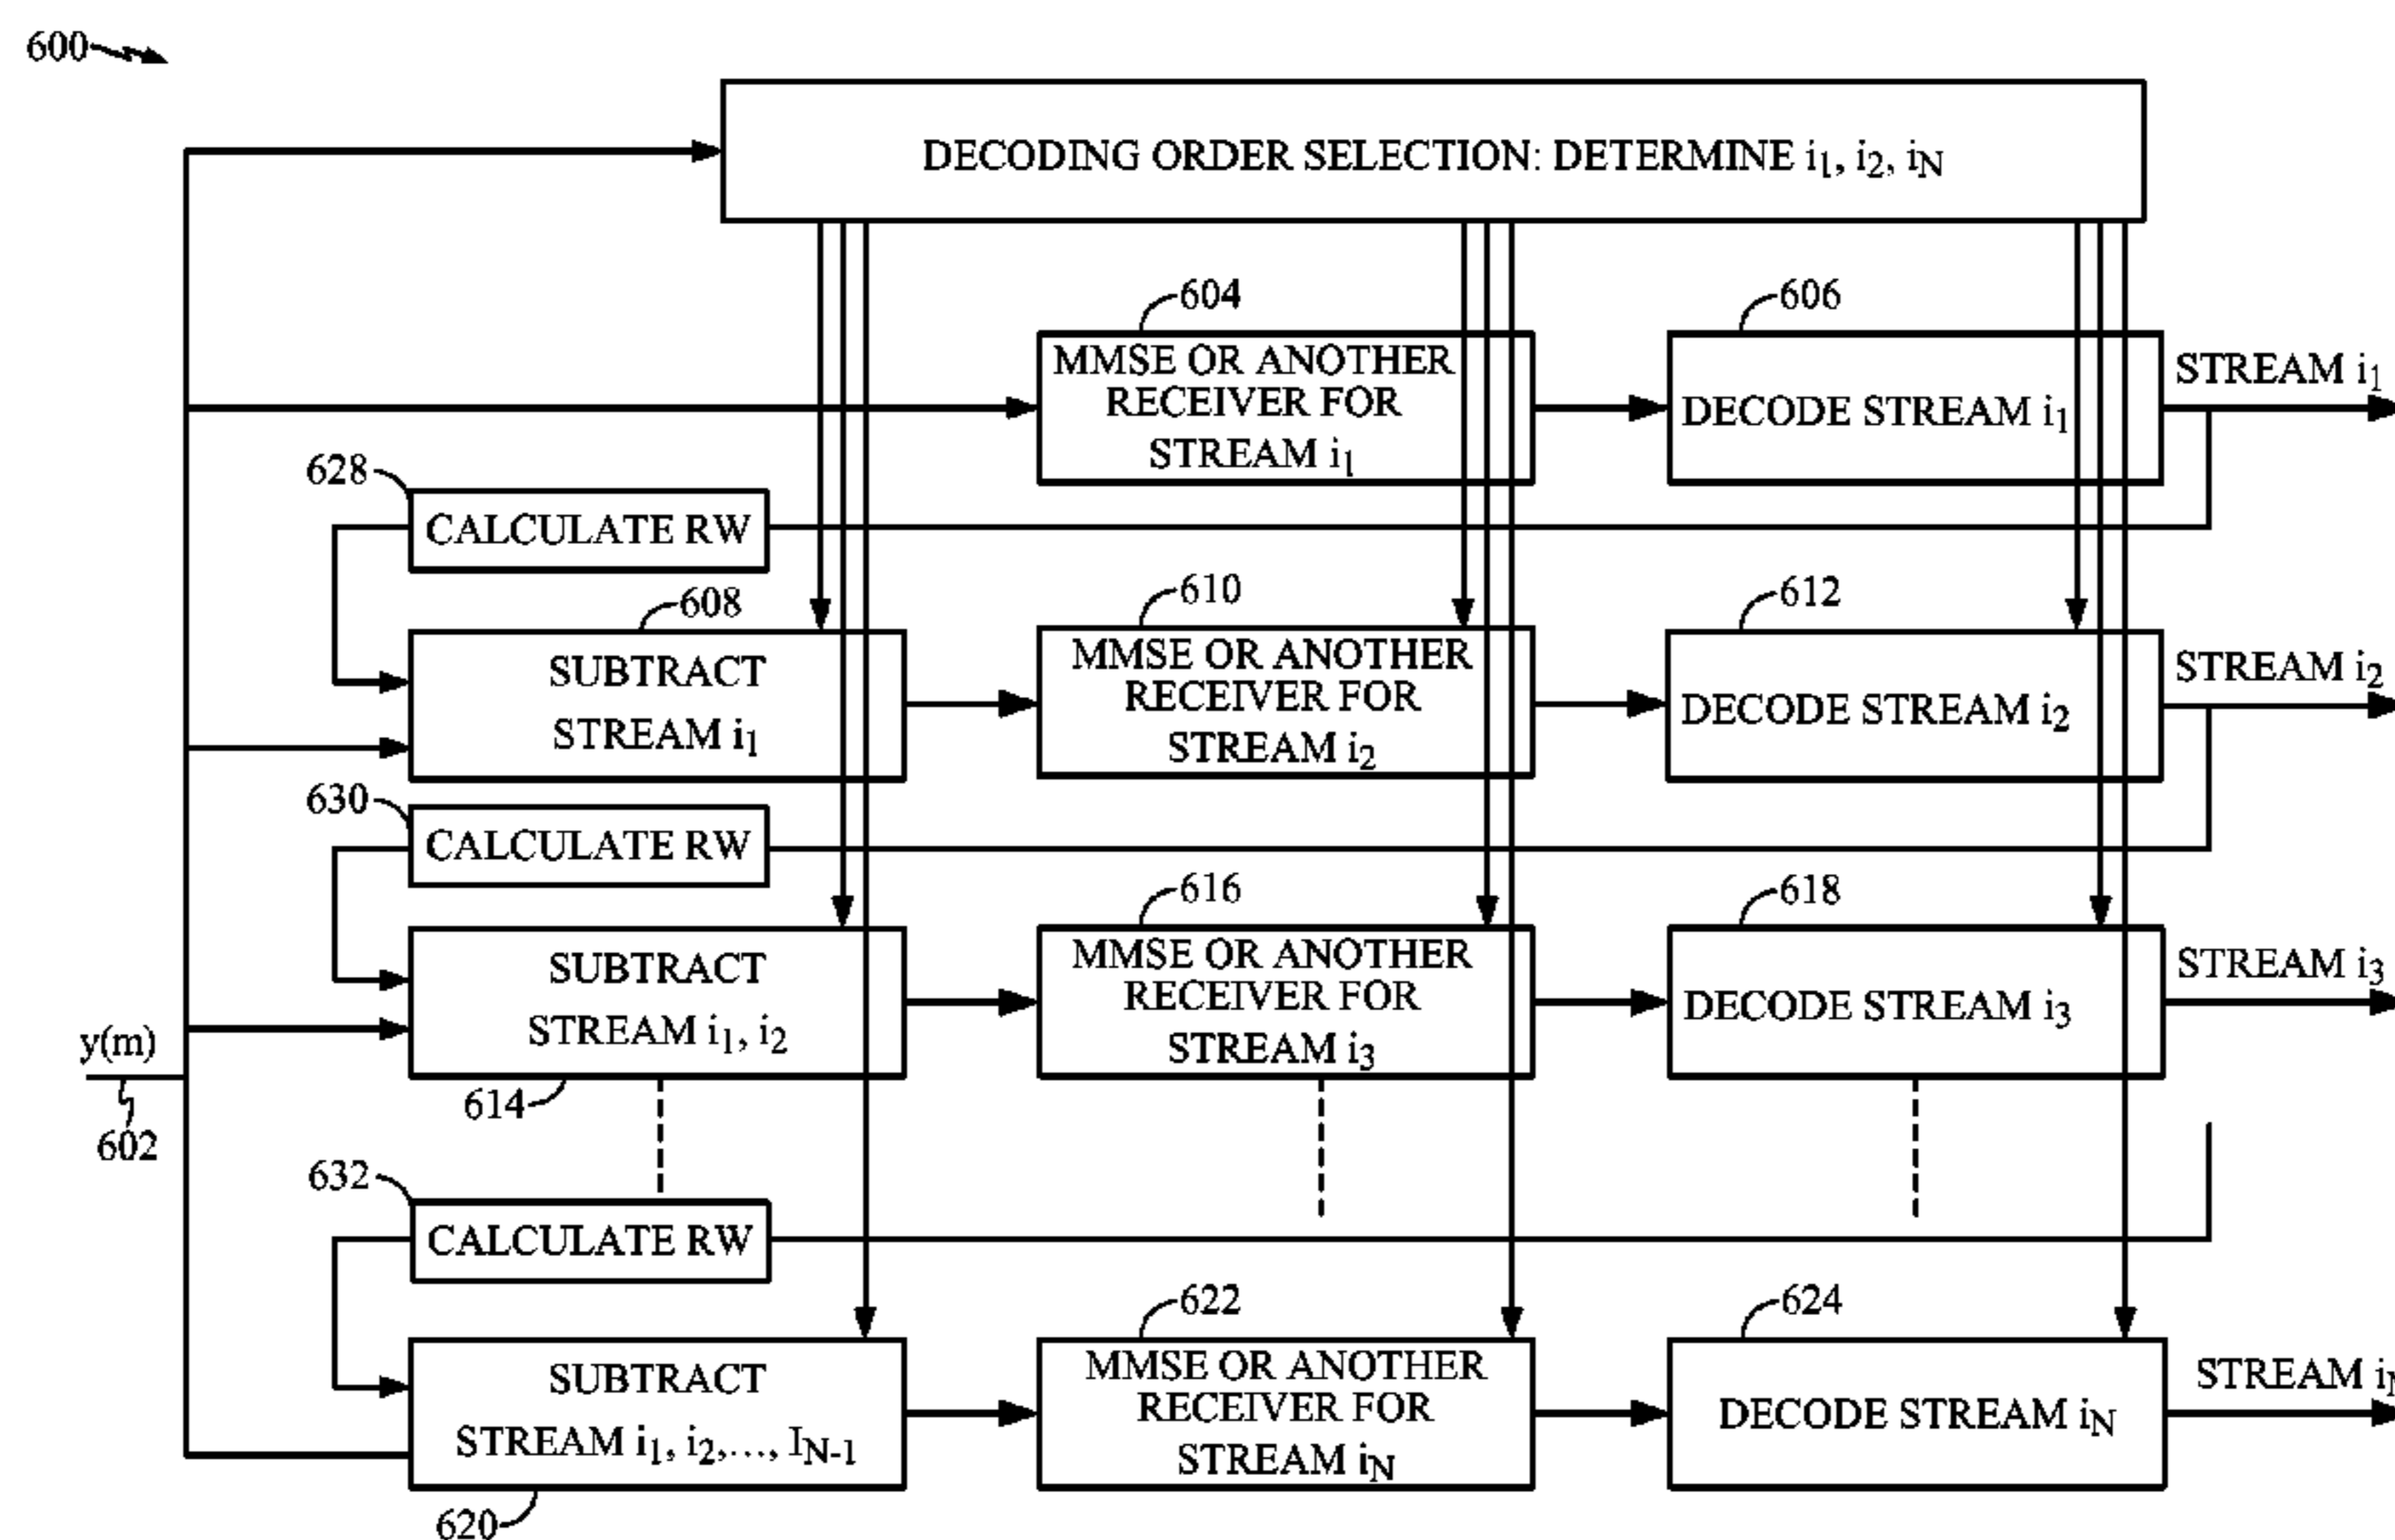 600
DECODING ORDER SELECTION: DETERMINE i1, i2, iN
604
606
MMSE OR ANOTHER
RECEIVER FOR
STREAM i1
DECODE STREAM i1
STREAM i1
628
CALCULATE RW
608
610
612
SUBTRACT
STREAM i1
MMSE OR ANOTHER
RECEIVER FOR
STREAM i2
DECODE STREAM i2
STREAM i2
630
CALCULATE RW
616
618
SUBTRACT
STREAM i1, i2
MMSE OR ANOTHER
RECEIVER FOR
STREAM i3
DECODE STREAM i3
STREAM i3
y(m)
602
614
632
CALCULATE RW
622
624
SUBTRACT
STREAM i1, i2,..., IN-1
MMSE OR ANOTHER
RECEIVER FOR
STREAM iN
DECODE STREAM iN
STREAM iN
620